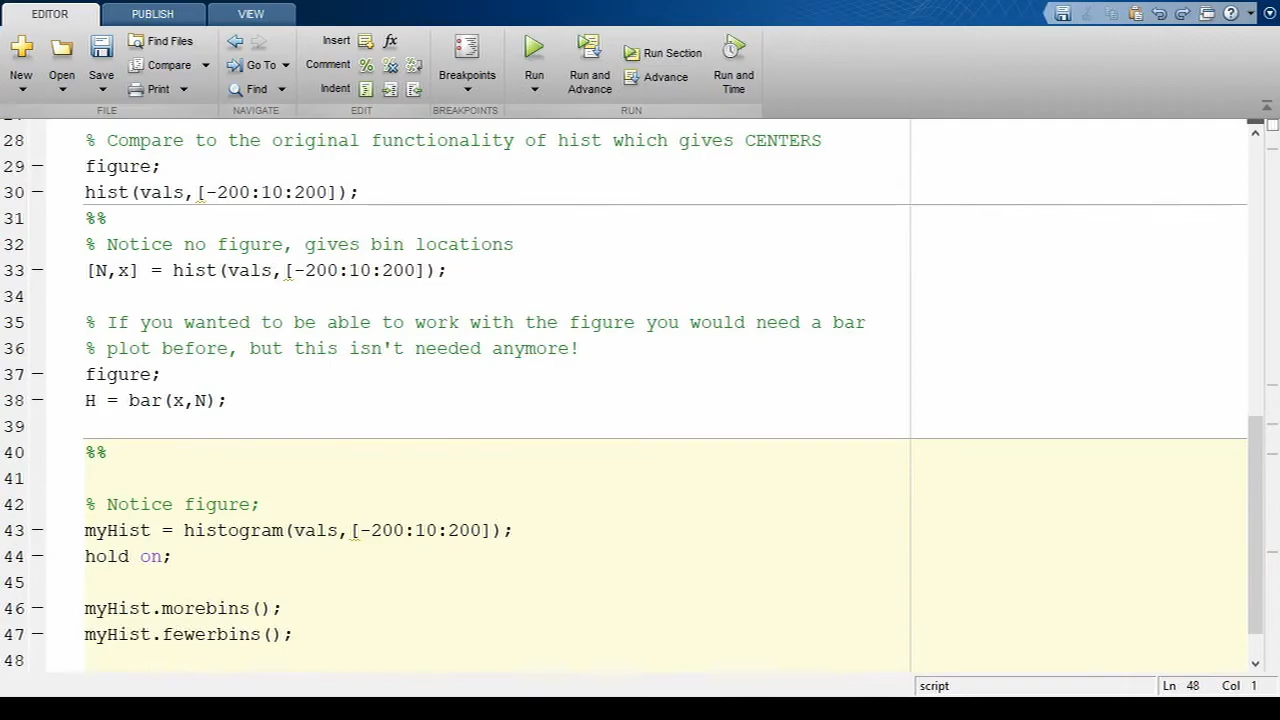 EDITOR PUBLISH VIEW
New Open Save Find Files Compare Print
FILE
Go To Find
NAVIGATE
Insert fx
Comment % % %
Indent
EDIT
Breakpoints
BREAKPOINTS
Run Run and Advance Run Section Advance Run and Time
RUN
28 % Compare to the original functionality of hist which gives CENTERS
29 figure;
30 hist(vals,[-200:10:200]);
31 %%
32 % Notice no figure, gives bin locations
33 [N,x] = hist(vals,[-200:10:200]);
34
35 % If you wanted to be able to work with the figure you would need a bar
36 % plot before, but this isn't needed anymore!
37 figure;
38 H = bar(x,N);
39
40 %%
41
42 % Notice figure;
43 myHist = histogram(vals,[-200:10:200]);
44 hold on;
45
46 myHist.morebins();
47 myHist.fewerbins();
48
script Ln 48 Col 1